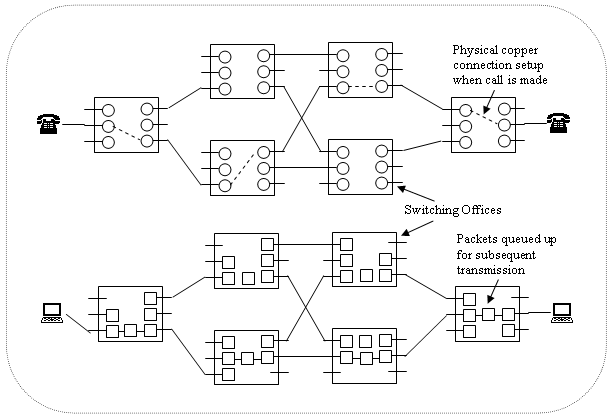 Physical copper
connection setup
when call is made
Switching Offices
Packets queued up
for subsequent
transmission